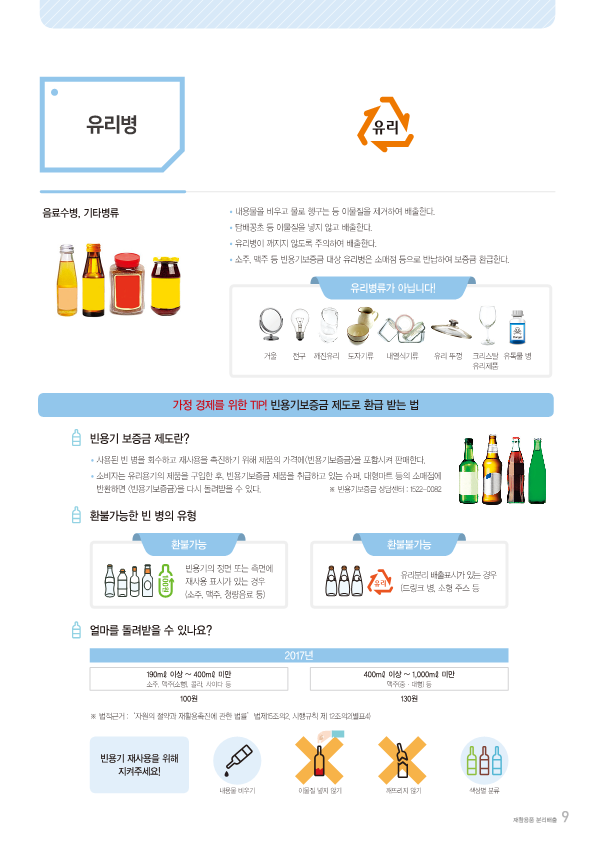 유리병
유리
음료수병, 기타병류
• 내용물을 비우고 물로 헹구는 등 이물질을 제거하여 배출한다.
• 담배꽁초 등 이물질을 넣지 않고 배출한다.
• 유리병이 깨지지 않도록 주의하여 배출한다.
• 소주, 맥주 등 빈용기보증금 대상 유리병은 소매점 등으로 반납하여 보증금 환급한다.
유리병류가 아닙니다!
거울 전구 깨진유리 도자기류 내열식기류 유리 뚜껑 크리스탈 유리제품 유독물 병
가정 경제를 위한 TIP! 빈용기보증금 제도로 환급 받는 법
빈용기 보증금 제도란?
• 사용된 빈 병을 회수하고 재사용을 촉진하기 위해 제품의 가격에(빈용기보증금)을 포함시켜 판매한다.
• 소비자는 유리용기의 제품을 구입한 후, 빈용기보증금 제품을 취급하고 있는 슈퍼, 대형마트 등의 소매점에
반환하면 (빈용기보증금)을 다시 돌려받을 수 있다.
※ 빈용기보증금 상담센터 : 1522-0082
환불가능한 빈 병의 유형
환불가능
빈용기의 정면 또는 측면에
재사용 표시가 있는 경우
(소주, 맥주, 청량음료 등)
100원
환불불가능
유리
유리분리 배출표시가 있는 경우
(드링크 병, 소형 주스 등
얼마를 돌려받을 수 있나요?
2017년
190㎖ 이상 ~ 400㎖ 미만
소주, 맥주(소형), 콜라, 사이다 등
400㎖ 이상 ~ 1,000㎖ 미만
맥주(중·대형) 등
100원
130원
※ 법적근거 : ‘자원의 절약과 재활용촉진에 관한 법률’ 법제15조의2, 시행규칙 제 12조의2(별표4)
빈용기 재사용을 위해
지켜주세요!
내용물 비우기
이물질 넣지 않기
깨뜨리지 않기
색상별 분류
재활용품 분리배출 9